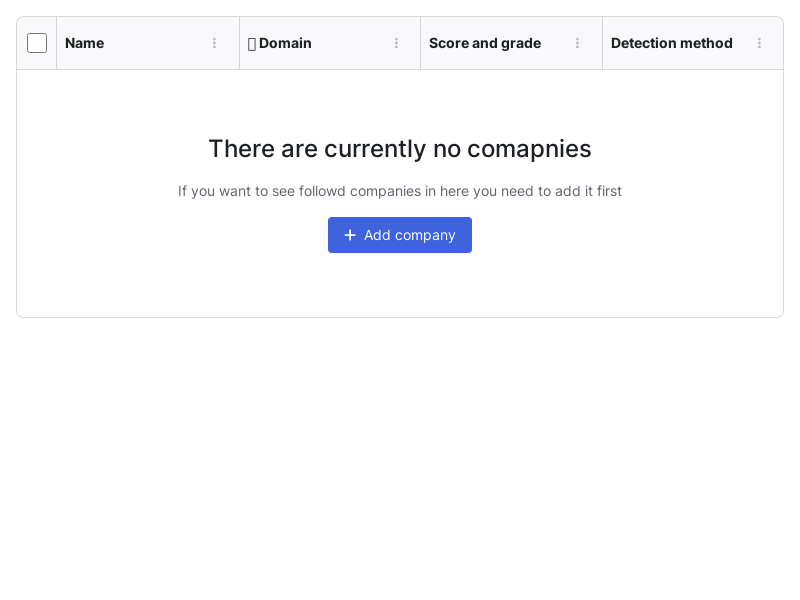 Name
Domain
Score and grade
Detection method
There are currently no comapnies
If you want to see followd companies in here you need to add it first
Add company